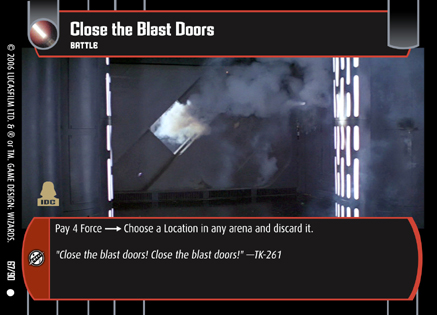 Close the Blast Doors
BATTLE
IDC
Pay 4 Force → Choose a Location in any arena and discard it.
"Close the blast doors! Close the blast doors!" —TK-261
© 2006 LUCASFILM LTD. & ® or TM. GAME DESIGN: WIZARDS.
67/90